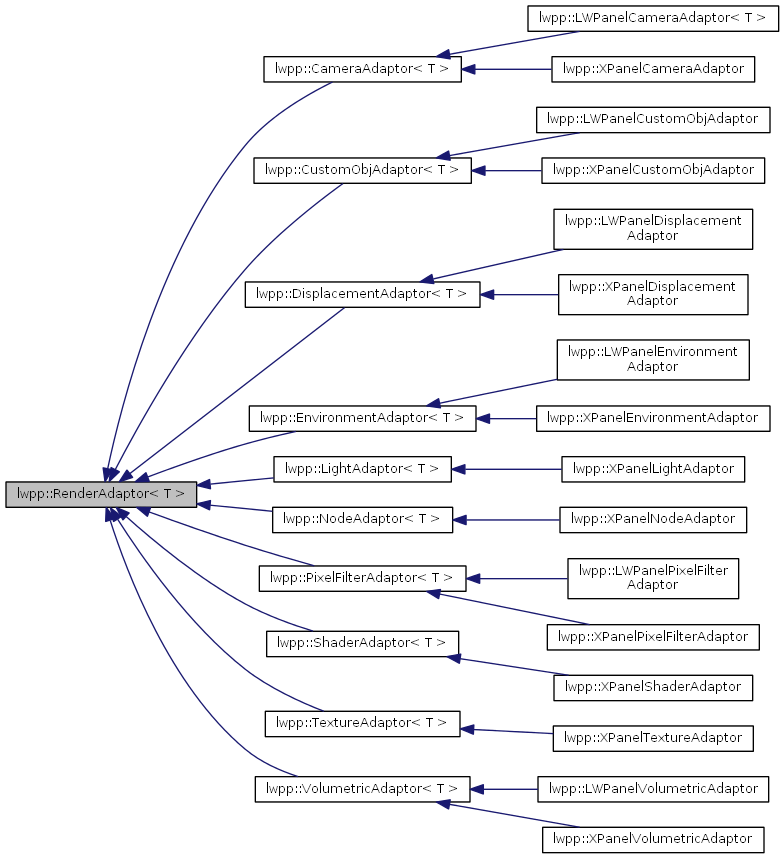 lwpp::LWPanelCameraAdaptor< T >
lwpp::CameraAdaptor< T >
lwpp::XPanelCameraAdaptor
lwpp::LWPanelCustomObjAdaptor
lwpp::CustomObjAdaptor< T >
lwpp::XPanelCustomObjAdaptor
lwpp::LWPanelDisplacement
Adaptor
lwpp::DisplacementAdaptor< T >
lwpp::XPanelDisplacement
Adaptor
lwpp::LWPanelEnvironment
Adaptor
lwpp::EnvironmentAdaptor< T >
lwpp::XPanelEnvironmentAdaptor
lwpp::LightAdaptor< T >
lwpp::XPanelLightAdaptor
lwpp::RenderAdaptor< T >
lwpp::NodeAdaptor< T >
lwpp::XPanelNodeAdaptor
lwpp::PixelFilterAdaptor< T >
lwpp::LWPanelPixelFilter
Adaptor
lwpp::XPanelPixelFilterAdaptor
lwpp::ShaderAdaptor< T >
lwpp::XPanelShaderAdaptor
lwpp::TextureAdaptor< T >
lwpp::XPanelTextureAdaptor
lwpp::VolumetricAdaptor< T >
lwpp::LWPanelVolumetricAdaptor
lwpp::XPanelVolumetricAdaptor